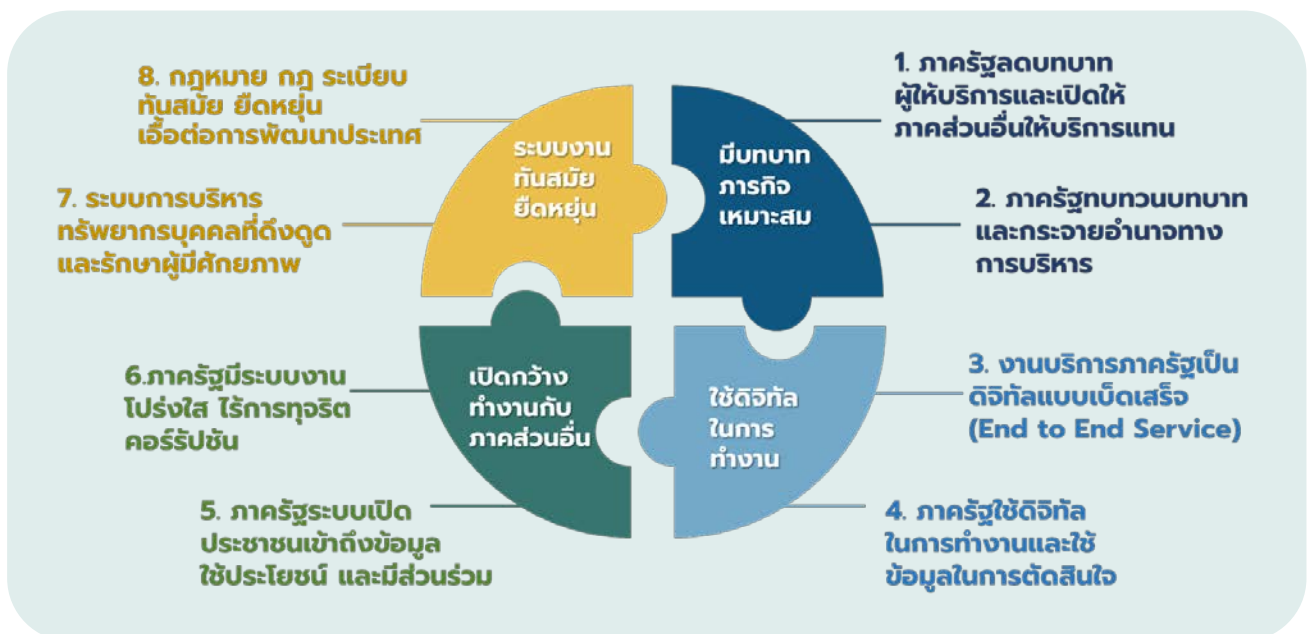 1. ภาครัฐลดบทบาท
ผู้ให้บริการและเปิดให้
ภาคส่วนอื่นให้บริการแทน
2. ภาครัฐทบทวนบทบาท
และกระจายอำนาจทาง
การบริหาร
3. งานบริการภาครัฐเป็น
ดิจิทัลแบบเบ็ดเสร็จ
(End to End Service)
4. ภาครัฐใช้ดิจิทัล
ในการทำงานและใช้
ข้อมูลในการตัดสินใจ
5. ภาครัฐระบบเปิด
ประชาชนเข้าถึงข้อมูล
ใช้ประโยชน์ และมีส่วนร่วม
6.ภาครัฐมีระบบงาน
โปร่งใส ไร้การทุจริต
คอร์รัปชัน
7. ระบบการบริหาร
ทรัพยากรบุคคลที่ดึงดูด
และรักษาผู้มีศักยภาพ
8. กฎหมาย กฎ ระเบียบ
ทันสมัย ยืดหยุ่น
เอื้อต่อการพัฒนาประเทศ
มีบทบาท
ภารกิจ
เหมาะสม
ใช้ดิจิทัล
ในการ
ทำงาน
เปิดกว้าง
ทำงานกับ
ภาคส่วนอื่น
ระบบงาน
ทันสมัย
ยืดหยุ่น